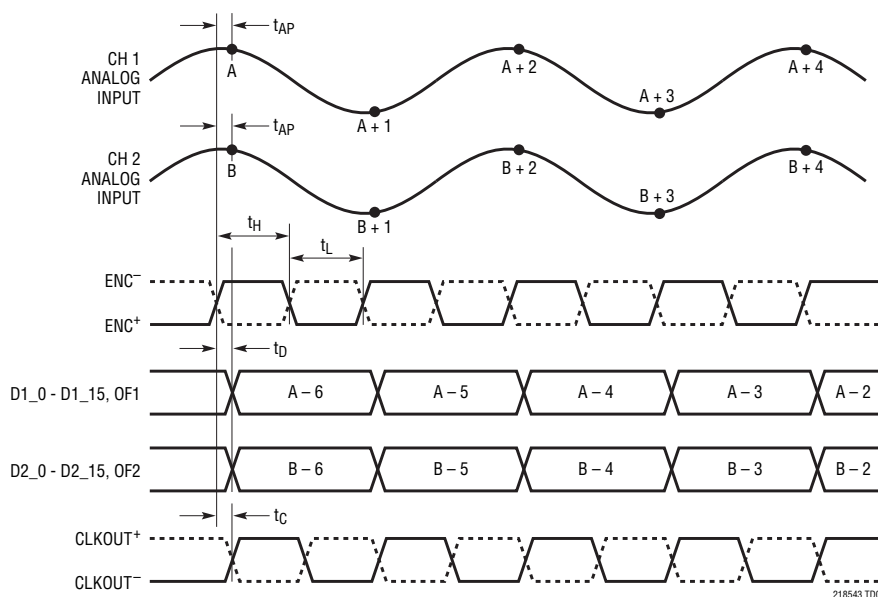 tAP
CH 1
ANALOG
INPUT
A
A + 1
A + 2
A + 3
A + 4
tAP
CH 2
ANALOG
INPUT
B
B + 1
B + 2
B + 3
B + 4
tH
tL
ENC–
ENC+
tD
D1_0 - D1_15, OF1
A – 6
A – 5
A – 4
A – 3
A – 2
D2_0 - D2_15, OF2
B – 6
B – 5
B – 4
B – 3
B – 2
tC
CLKOUT+
CLKOUT–